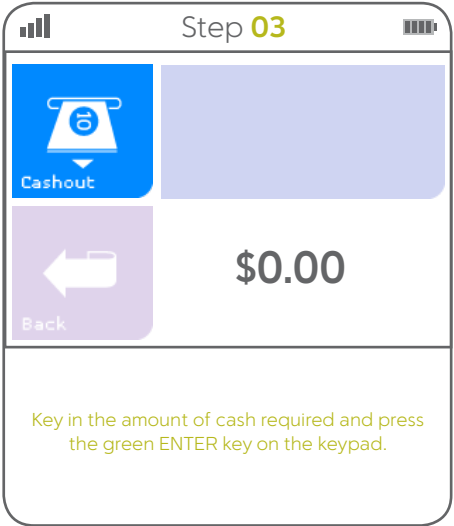 Step 03
10
Cashout
Back
$0.00
Key in the amount of cash required and press
the green ENTER key on the keypad.